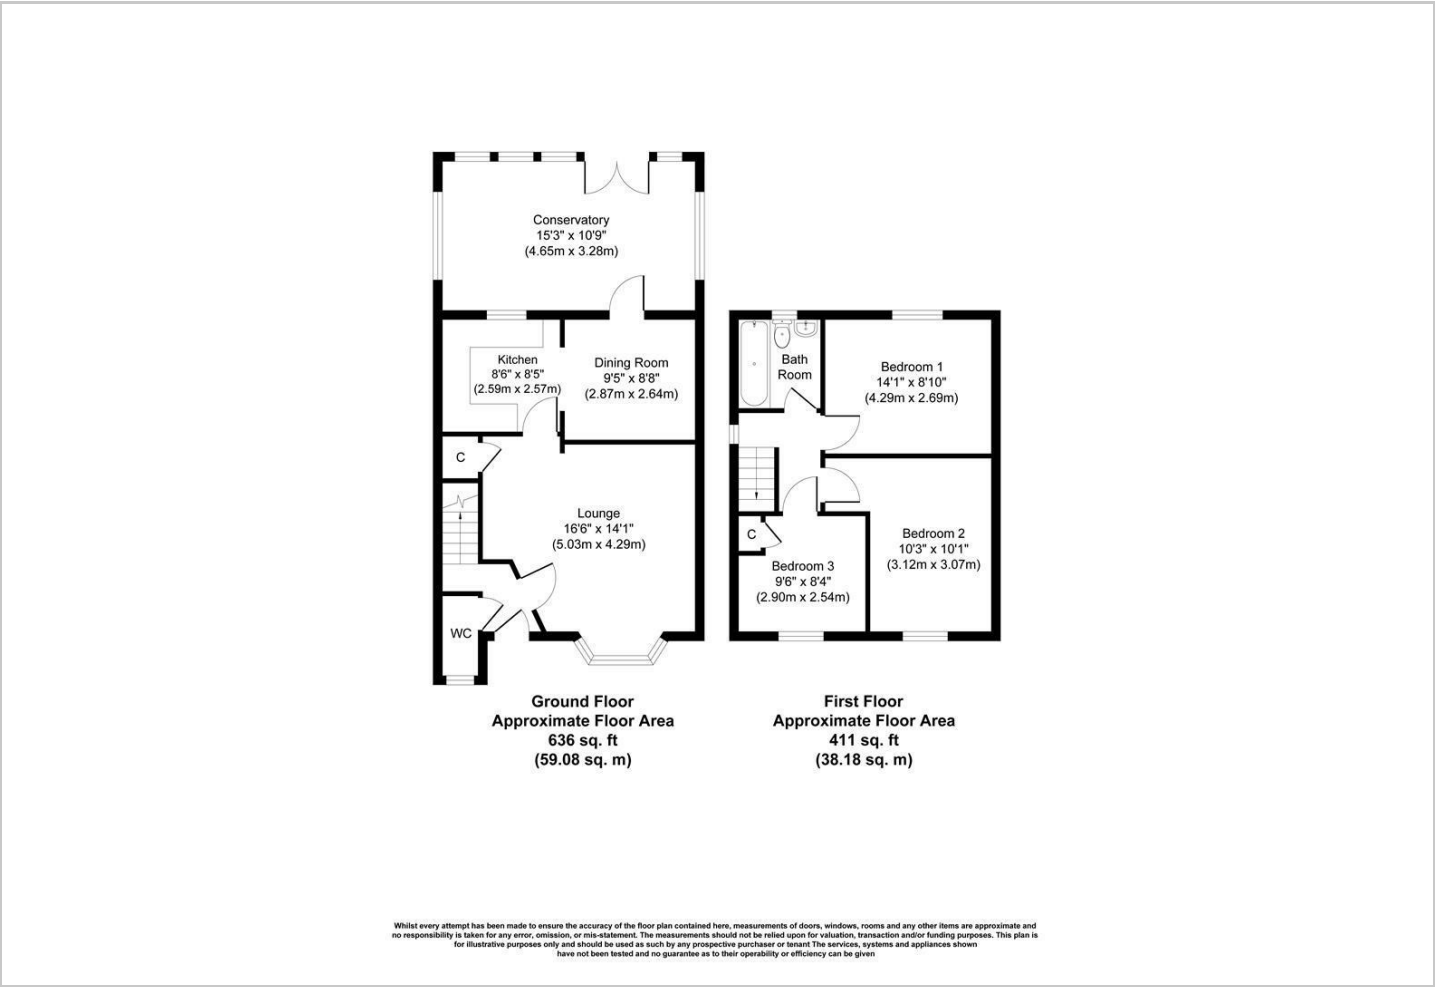 Conservatory
15'3" x 10'9"
(4.65m x 3.28m)
Kitchen
8'6" x 8'5"
(2.59m x 2.57m)
Dining Room
9'5" x 8'8"
(2.87m x 2.64m)
C
Lounge
16'6" x 14'1"
(5.03m x 4.29m)
WC
Bath
Room
Bedroom 1
14'1" x 8'10"
(4.29m x 2.69m)
Bedroom 2
10'3" x 10'1"
(3.12m x 3.07m)
C
Bedroom 3
9'6" x 8'4"
(2.90m x 2.54m)
Ground Floor
Approximate Floor Area
636 sq. ft
(59.08 sq. m)
First Floor
Approximate Floor Area
411 sq. ft
(38.18 sq. m)
Whilst every attempt has been made to ensure the accuracy of the floor plan contained here, measurements of doors, windows, rooms and any other items are approximate and
no responsibility is taken for any error, omission, or mis-statement. The measurements should not be relied upon for valuation, transaction and/or funding purposes. This plan is
for illustrative purposes only and should be used as such by any prospective purchaser or tenant The services, systems and appliances shown
have not been tested and no guarantee as to their operability or efficiency can be given